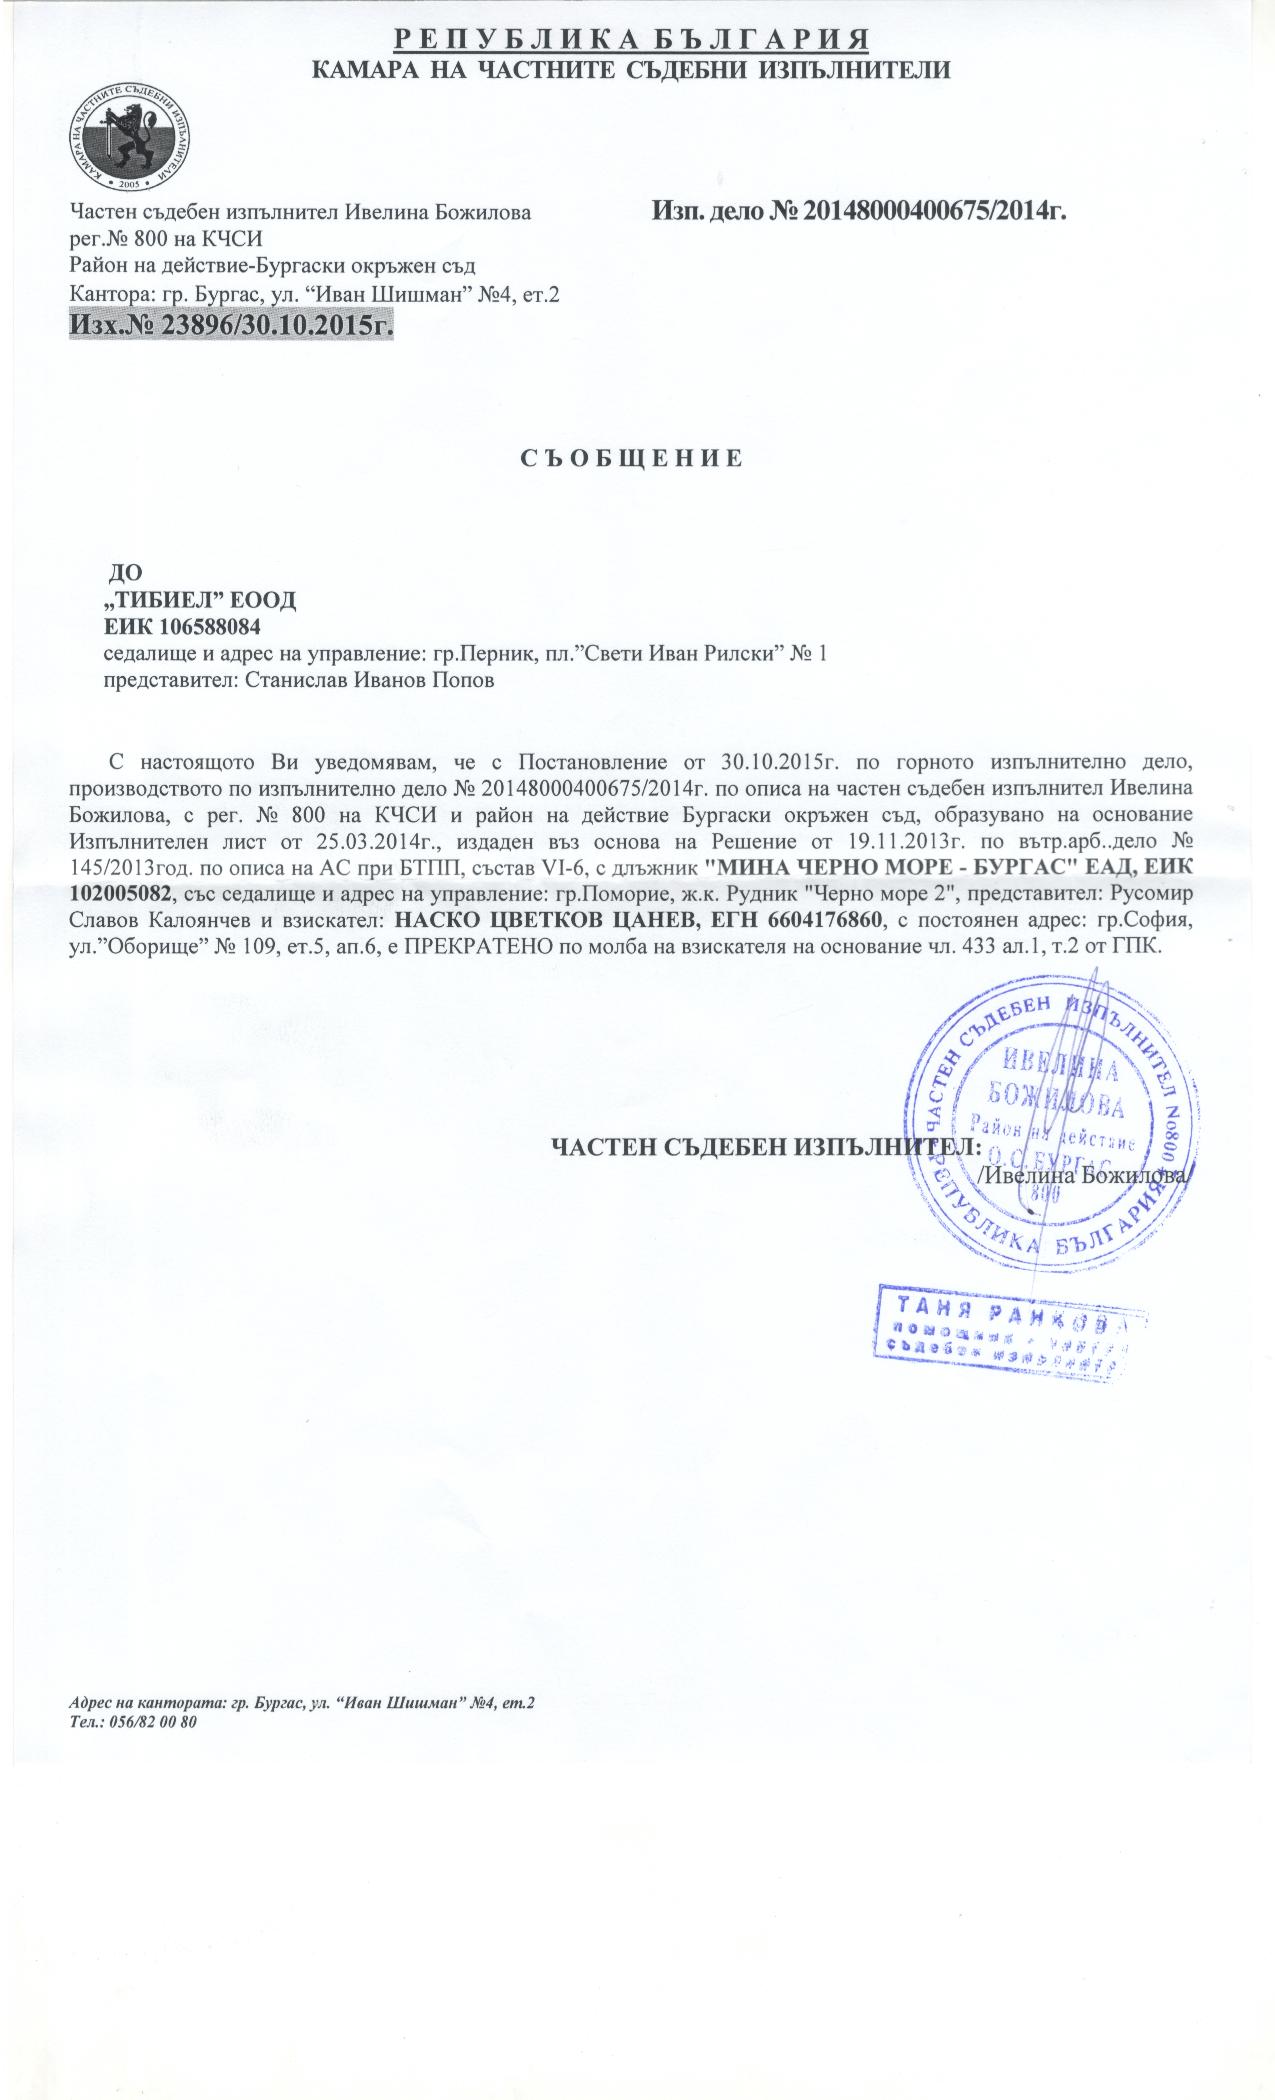 Р Е П У Б Л И К А Б Ъ Л Г А Р И Я
КАМАРА НА ЧАСТНИТЕ СЪДЕБНИ ИЗПЪЛНИТЕЛИ
КАМАРА НА ЧАСТНИТЕ СЪДЕБНИ ИЗПЪЛНИТЕЛИ
• 2005 •
Частен съдебен изпълнител Ивелина Божилова
Изп. дело № 20148000400675/2014г.
рег.№ 800 на КЧСИ
Район на действие-Бургаски окръжен съд
Кантора: гр. Бургас, ул. “Иван Шишман” №4, ет.2
Изх.№ 23896/30.10.2015г.
С Ъ О Б Щ Е Н И Е
ДО
„ТИБИЕЛ” ЕООД
ЕИК 106588084
седалище и адрес на управление: гр.Перник, пл.”Свети Иван Рилски” № 1
представител: Станислав Иванов Попов
С настоящото Ви уведомявам, че с Постановление от 30.10.2015г. по горното изпълнително дело,
производството по изпълнително дело № 20148000400675/2014г. по описа на частен съдебен изпълнител Ивелина
Божилова, с рег. № 800 на КЧСИ и район на действие Бургаски окръжен съд, образувано на основание
Изпълнителен лист от 25.03.2014г., издаден въз основа на Решение от 19.11.2013г. по вътр.арб..дело №
145/2013год. по описа на АС при БТПП, състав VI-6, с длъжник "МИНА ЧЕРНО МОРЕ - БУРГАС" ЕАД, ЕИК
102005082, със седалище и адрес на управление: гр.Поморие, ж.к. Рудник "Черно море 2", представител: Русомир
Славов Калоянчев и взискател: НАСКО ЦВЕТКОВ ЦАНЕВ, ЕГН 6604176860, с постоянен адрес: гр.София,
ул.”Оборище” № 109, ет.5, ап.6, е ПРЕКРАТЕНО по молба на взискателя на основание чл. 433 ал.1, т.2 от ГПК.
ЧАСТЕН СЪДЕБЕН ИЗПЪЛНИТЕЛ №800
РЕПУБЛИКА БЪЛГАРИЯ
ИВЕЛИНА
БОЖИЛОВА
Район на действие
О.С. БУРГАС
800
ЧАСТЕН СЪДЕБЕН ИЗПЪЛНИТЕЛ:
/Ивелина Божилова/
ТАНЯ РАНКОВА
помощник
съдебен
Адрес на кантората: гр. Бургас, ул. “Иван Шишман” №4, ет.2
Тел.: 056/82 00 80